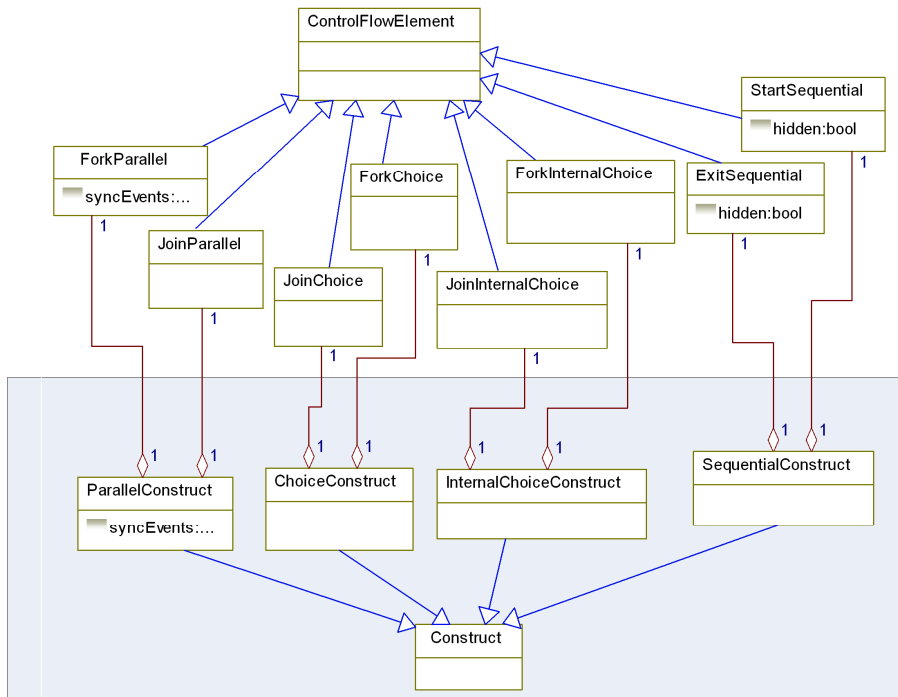 ControlFlowElement
StartSequential
hidden:bool
1
ForkParallel
syncEvents:...
1
ForkChoice
1
ForkInternalChoice
1
ExitSequential
hidden:bool
1
JoinParallel
1
JoinChoice
1
JoinInternalChoice
1
1
1
1
1
1
1
1
1
ParallelConstruct
syncEvents:...
ChoiceConstruct
InternalChoiceConstruct
SequentialConstruct
Construct